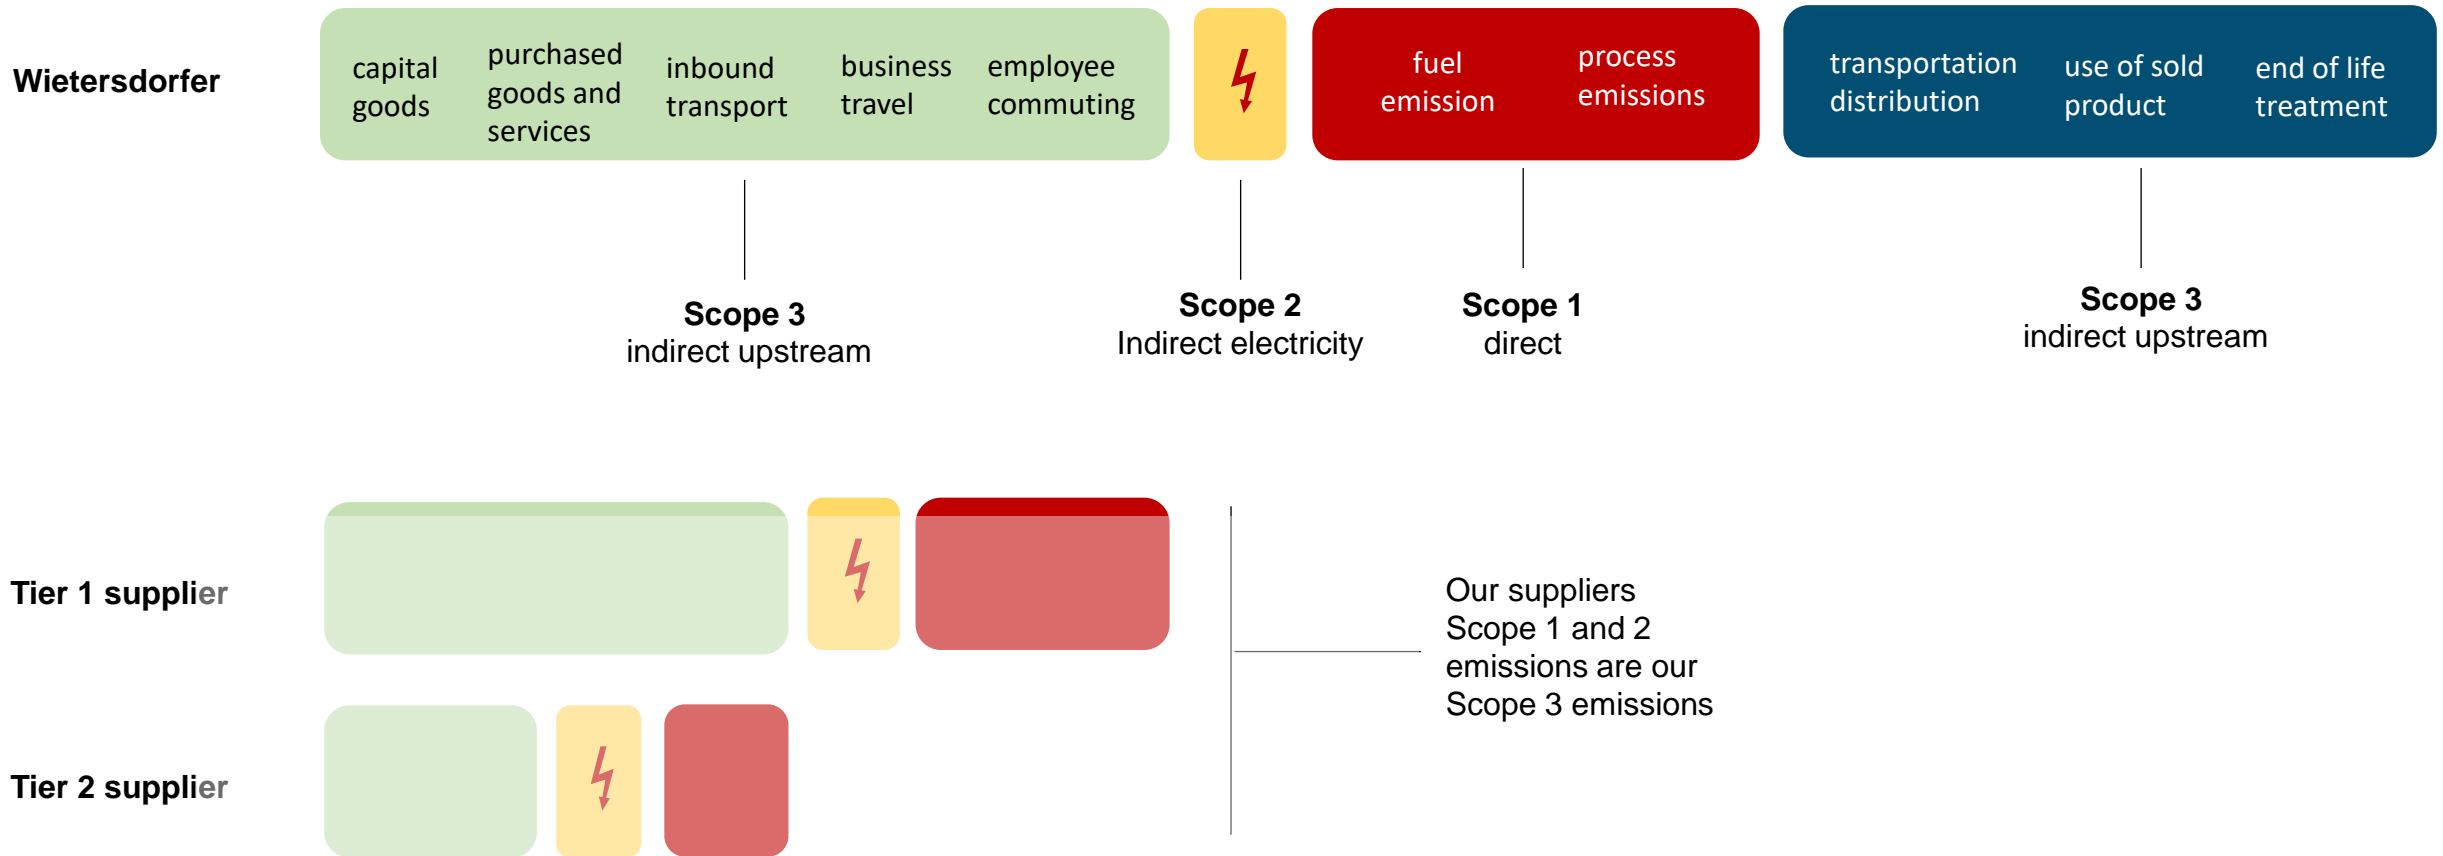 Wietersdorfer
capital
goods
purchased
goods and
services
inbound
transport
business
travel
employee
commuting
fuel
emission
process
emissions
transportation
distribution
use of sold
product
end of life
treatment
Scope 3
indirect upstream
Scope 2
Indirect electricity
Scope 1
direct
Scope 3
indirect upstream
Tier 1 supplier
Our suppliers
Scope 1 and 2
emissions are our
Scope 3 emissions
Tier 2 supplier